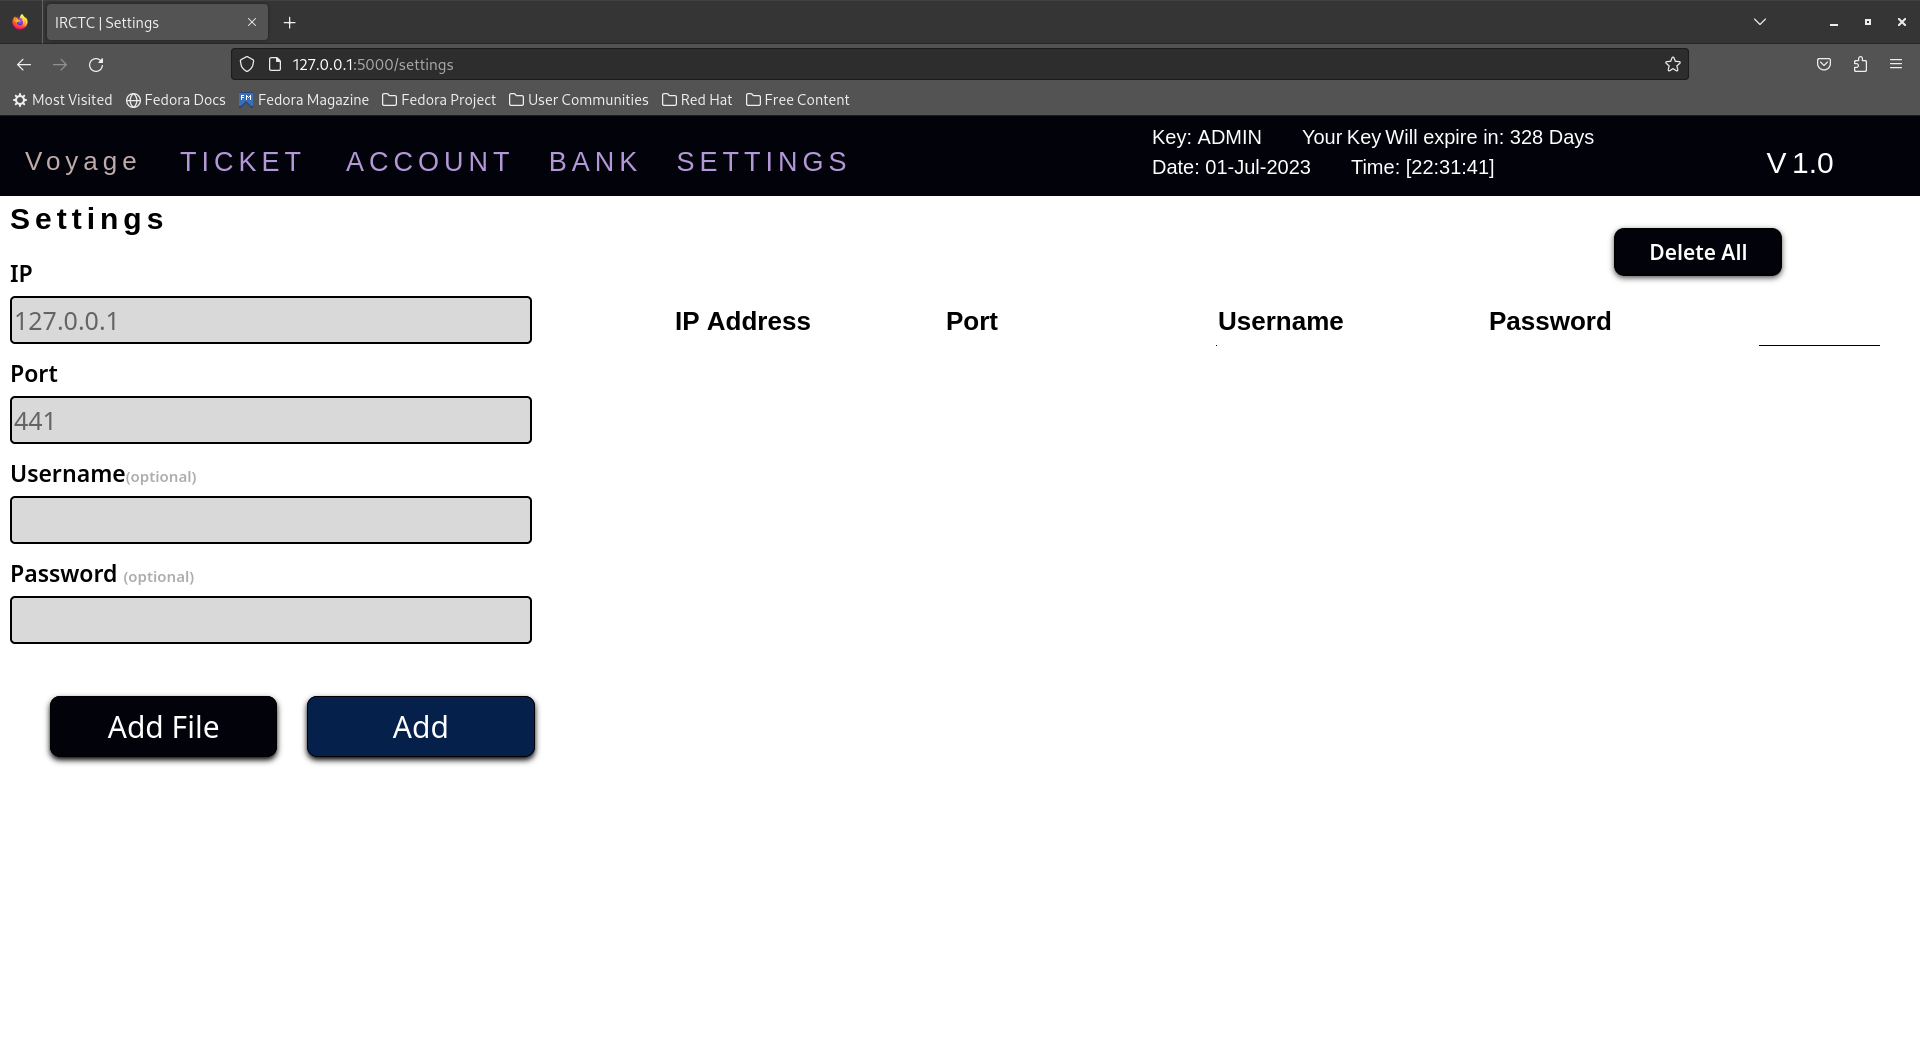 IRCTC | Settings
127.0.0.1:5000/settings
Most Visited Fedora Docs Fedora Magazine Fedora Project User Communities Red Hat Free Content
Voyage TICKET ACCOUNT BANK SETTINGS
Key: ADMIN Your Key Will expire in: 328 Days
Date: 01-Jul-2023 Time: [22:31:41]
V 1.0
Settings
Delete All
IP
127.0.0.1
IP Address Port Username Password
Port
441
Username(optional)
Password (optional)
Add File Add